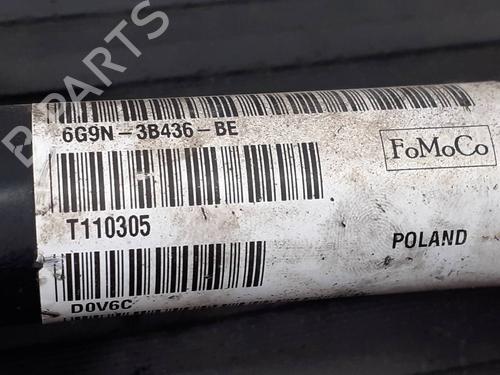 B-PARTS
6G9N-3B436-BE
FoMoCo
T110305
POLAND
D0V6C